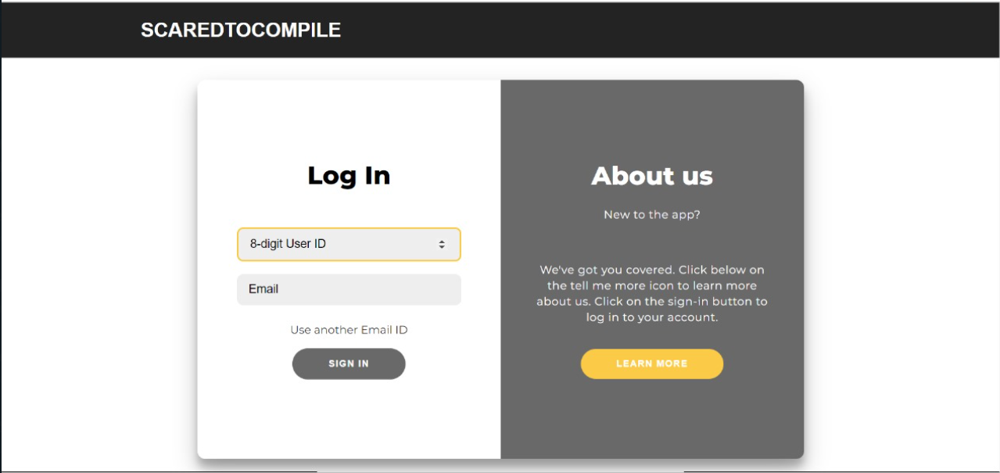 SCAREDTOCOMPILE
Log In
8-digit User ID
Email
Use another Email ID
SIGN IN
About us
New to the app?
We've got you covered. Click below on
the tell me more icon to learn more
about us. Click on the sign-in button to
log in to your account.
LEARN MORE